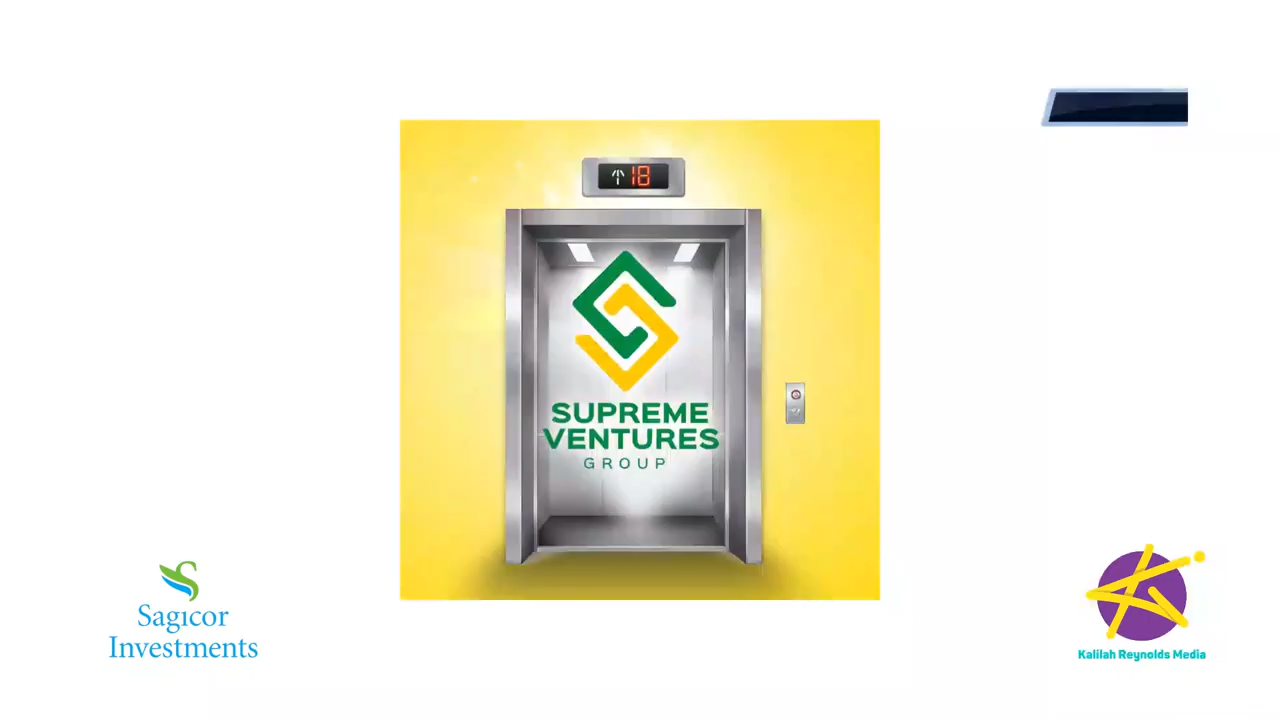 18
SUPREME
VENTURES
GROUP
Sagicor
Investments
Kalilah Reynolds Media